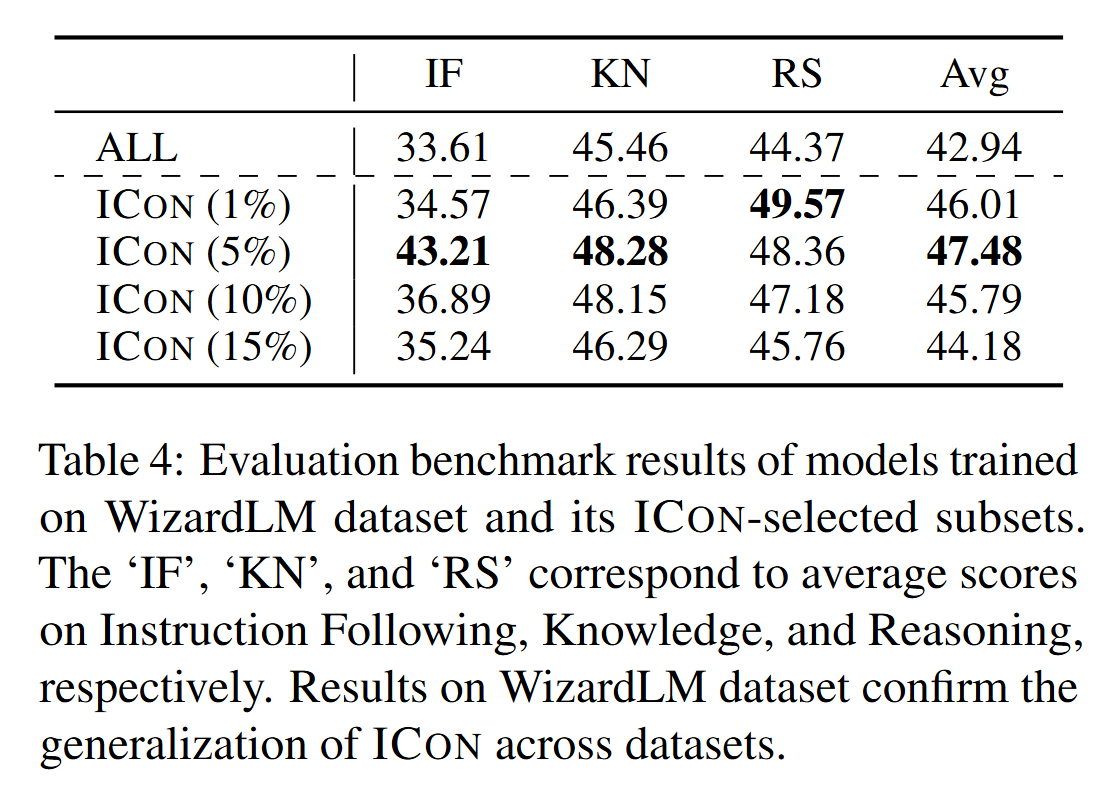 IF KN RS Avg
ALL 33.61 45.46 44.37 42.94
ICON (1%) 34.57 46.39 49.57 46.01
ICON (5%) 43.21 48.28 48.36 47.48
ICON (10%) 36.89 48.15 47.18 45.79
ICON (15%) 35.24 46.29 45.76 44.18
Table 4: Evaluation benchmark results of models trained
on WizardLM dataset and its ICON-selected subsets.
The ‘IF’, ‘KN’, and ‘RS’ correspond to average scores
on Instruction Following, Knowledge, and Reasoning,
respectively. Results on WizardLM dataset confirm the
generalization of ICON across datasets.